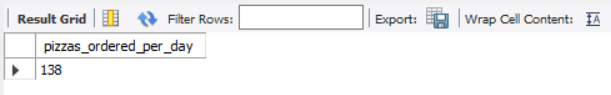 Result Grid Filter Rows: Export: Wrap Cell Content:
pizzas_ordered_per_day
138